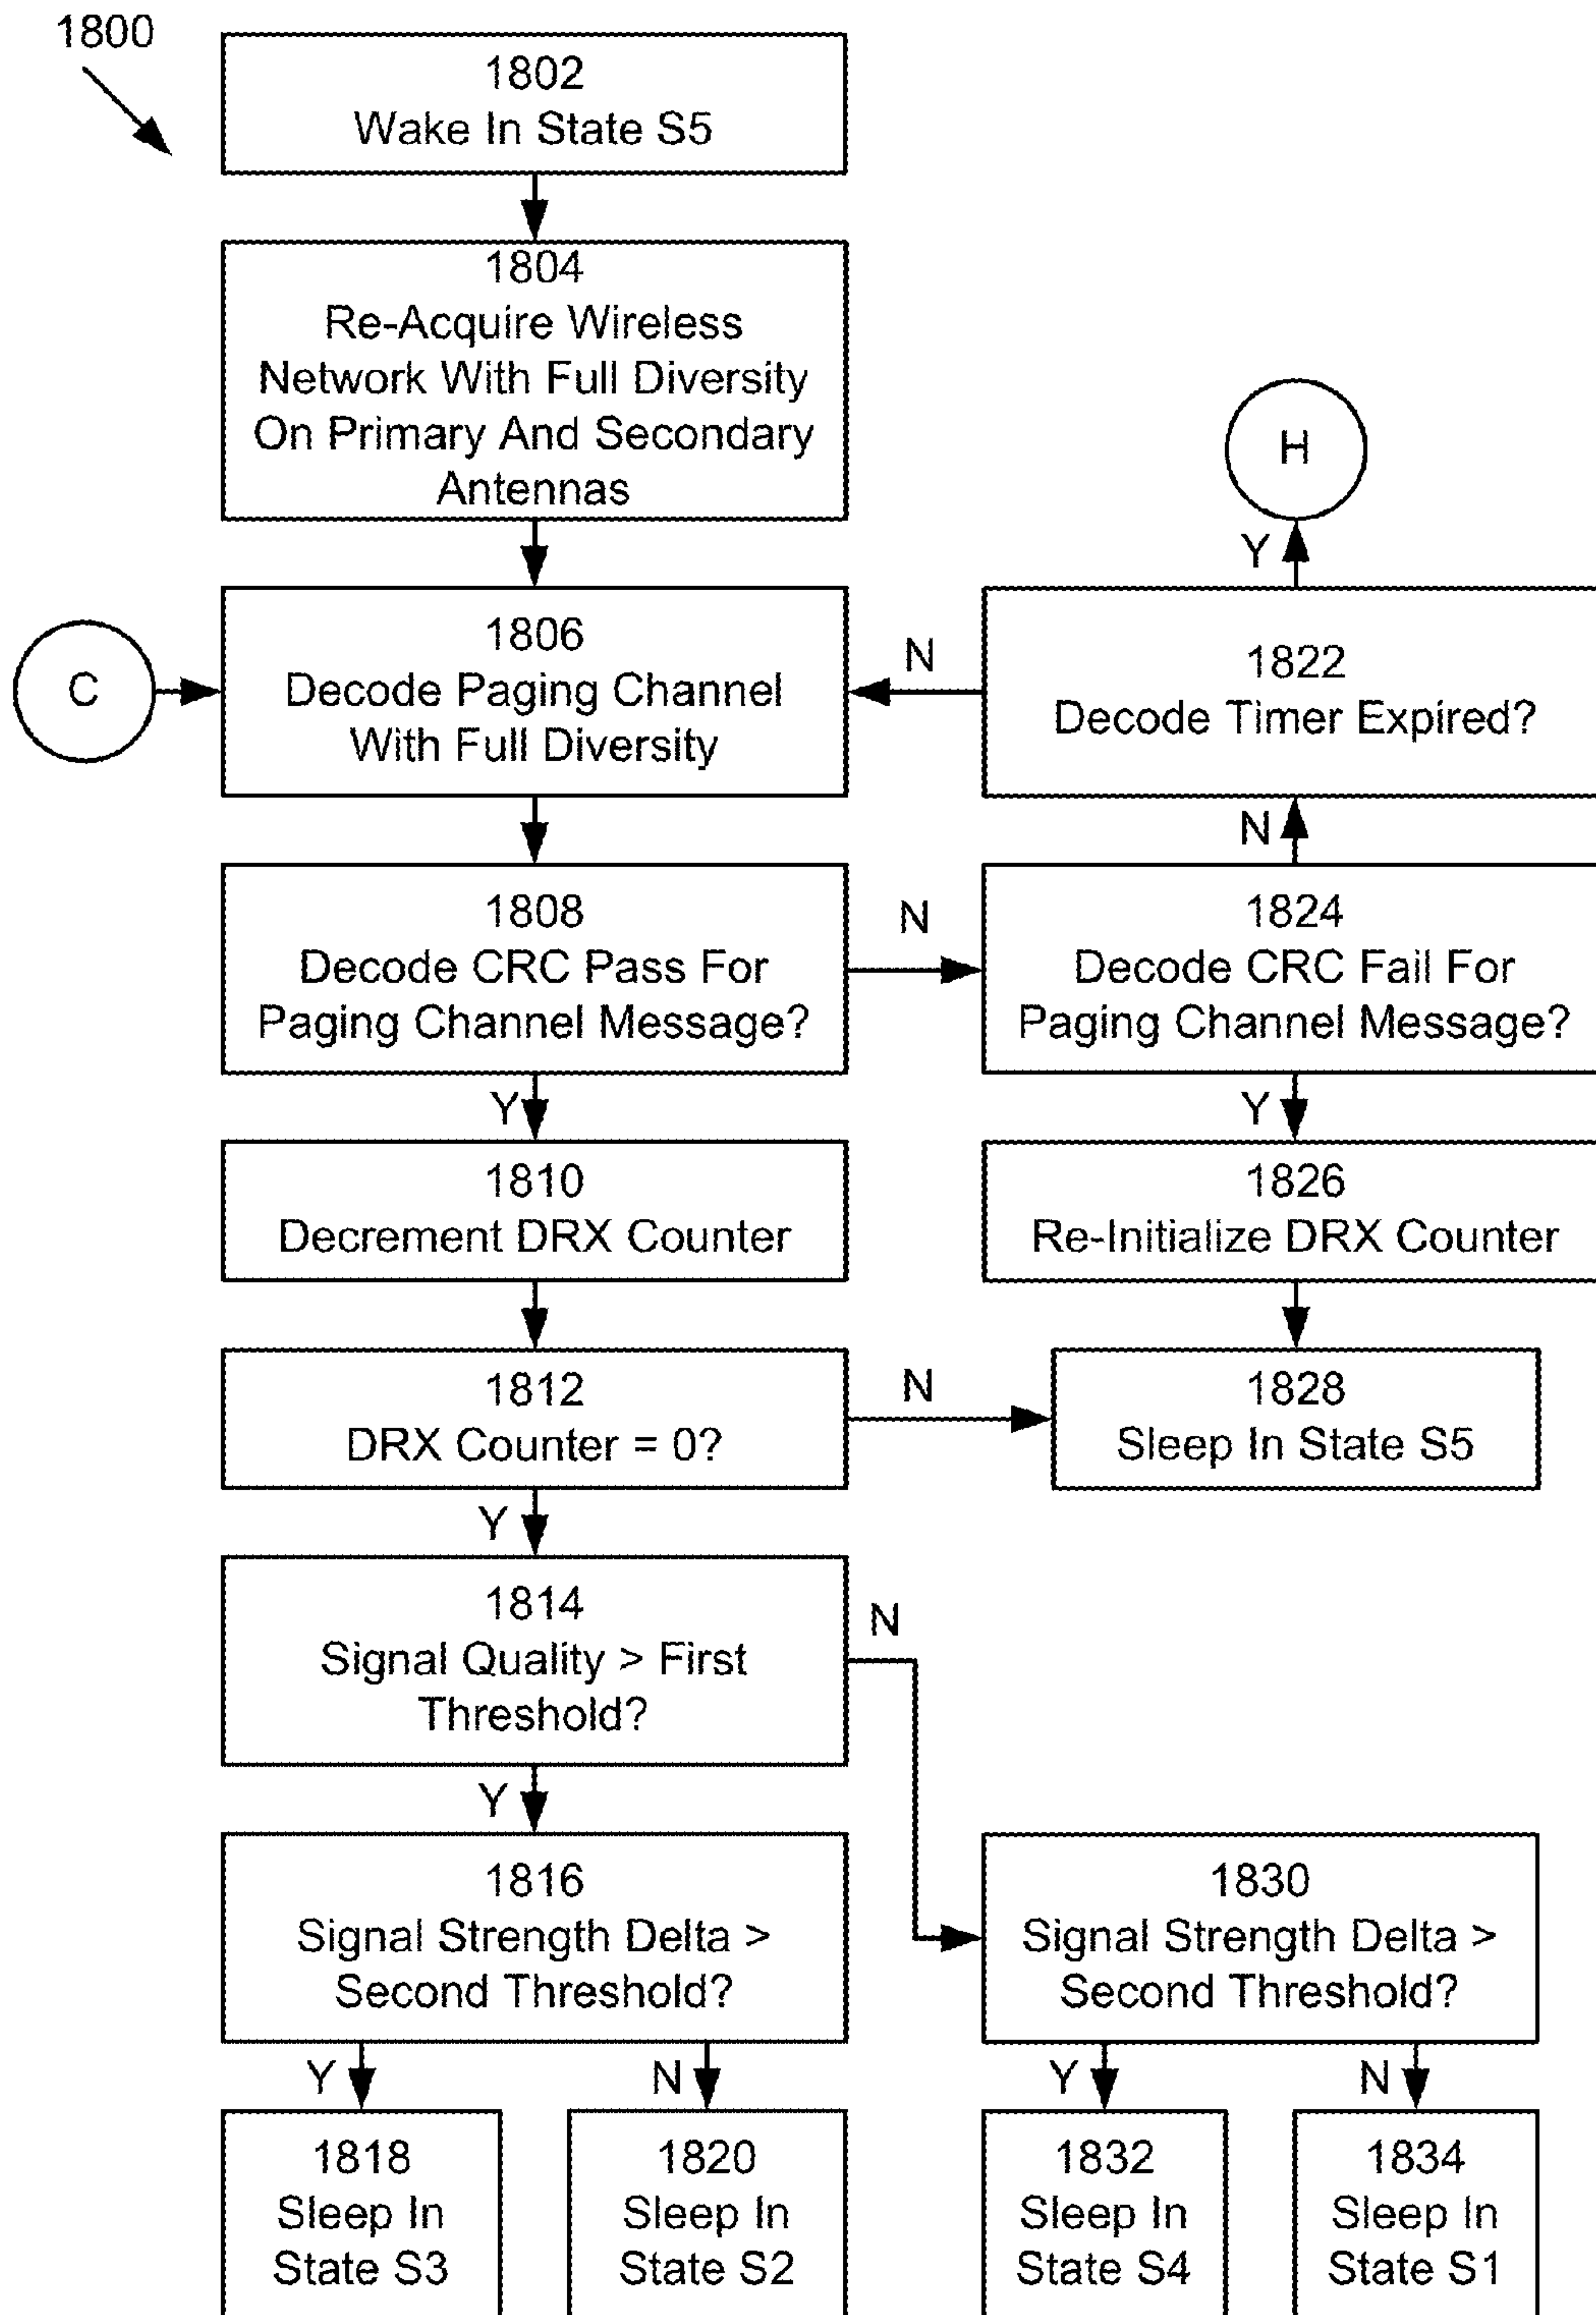 1800
1802
Wake In State S5
1804
Re-Acquire Wireless
Network With Full Diversity
On Primary And Secondary
Antennas
H
Y
C
1806
Decode Paging Channel
With Full Diversity
N
1822
Decode Timer Expired?
N
1808
Decode CRC Pass For
Paging Channel Message?
N
1824
Decode CRC Fail For
Paging Channel Message?
Y
Y
1810
Decrement DRX Counter
1826
Re-Initialize DRX Counter
1812
DRX Counter = 0?
N
1828
Sleep In State S5
Y
1814
Signal Quality > First
Threshold?
N
Y
1816
Signal Strength Delta >
Second Threshold?
1830
Signal Strength Delta >
Second Threshold?
Y
N
Y
N
1818
Sleep In
State S3
1820
Sleep In
State S2
1832
Sleep In
State S4
1834
Sleep In
State S1